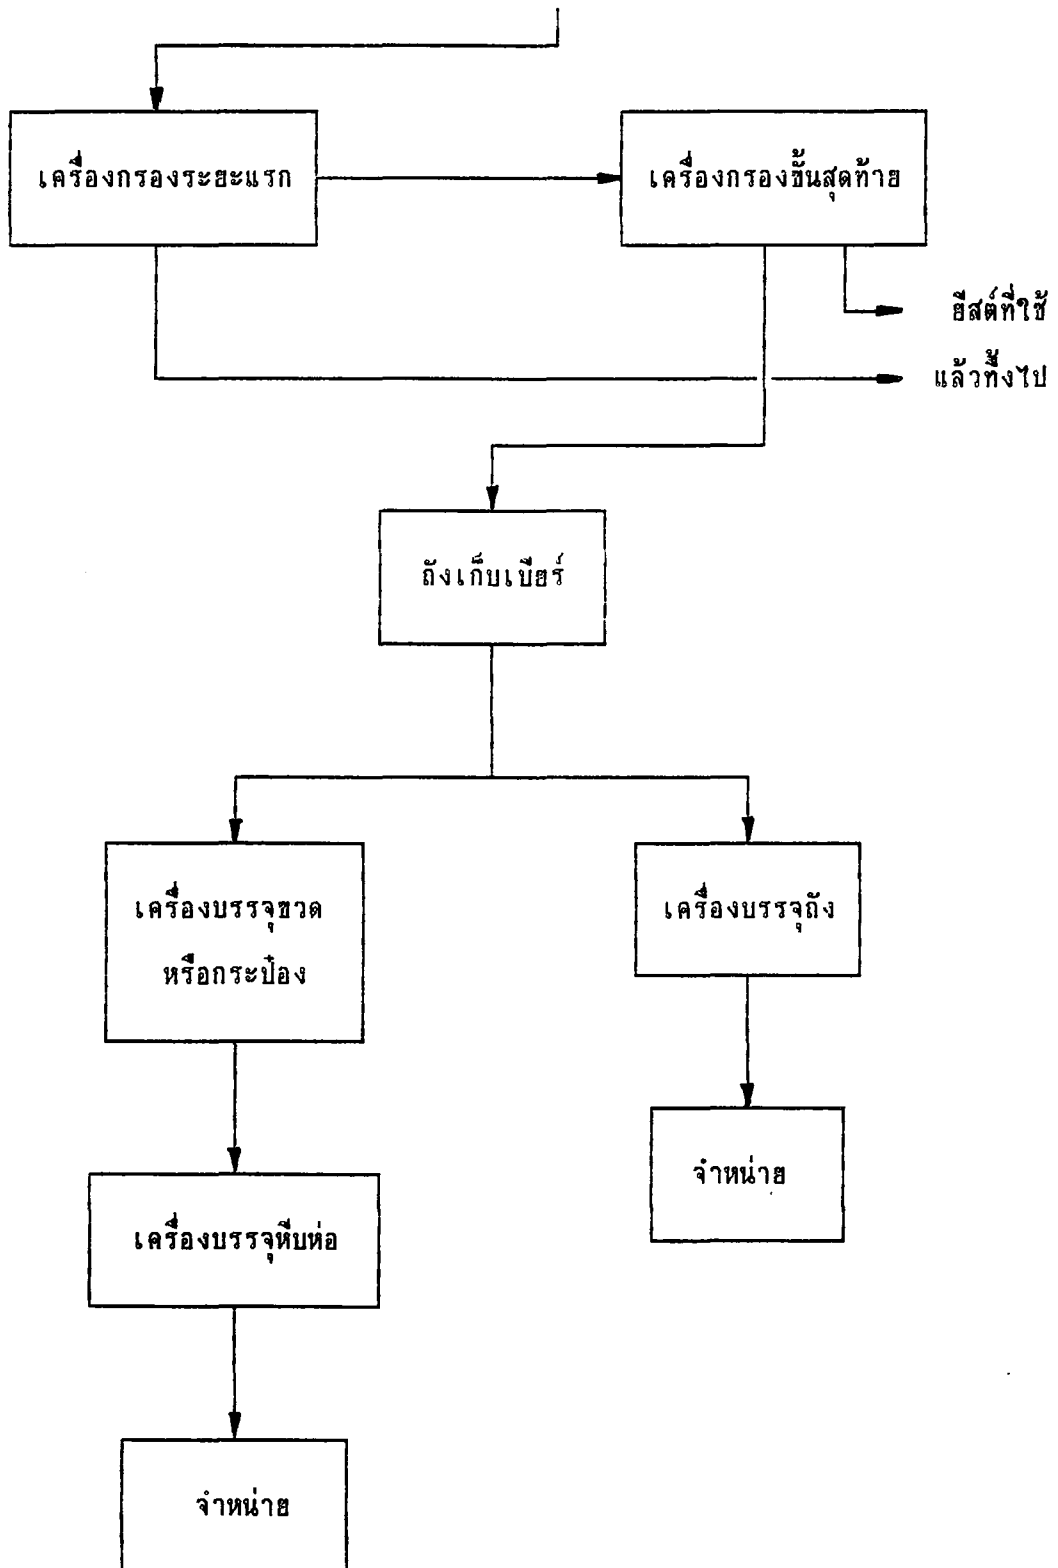 เครื่องกรองระยะแรก
เครื่องกรองขั้นสุดท้าย
ยีสต์ที่ใช้
แล้วทิ้งไป
ถังเก็บเบียร์
เครื่องบรรจุขวด
หรือกระป๋อง
เครื่องบรรจุถัง
จำหน่าย
เครื่องบรรจุหีบห่อ
จำหน่าย